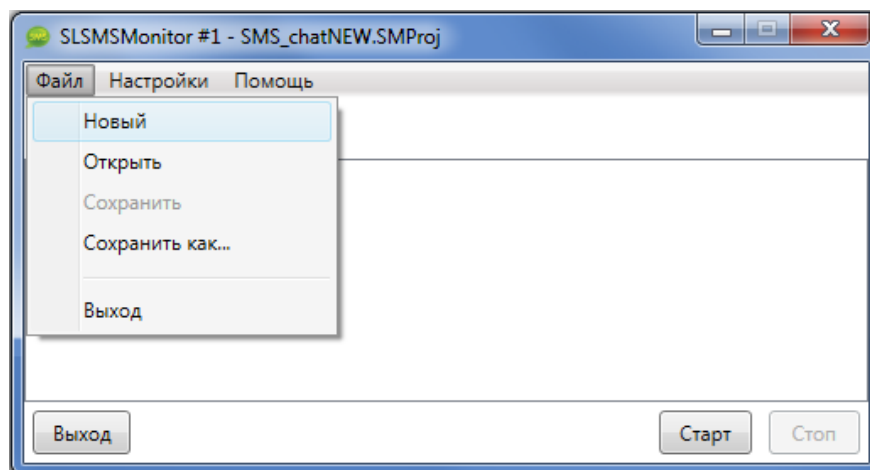 SLSMSMonitor #1 - SMS_chatNEW.SMProj
Файл Настройки Помощь
Новый
Открыть
Сохранить
Сохранить как...
Выход
Выход Старт Стоп